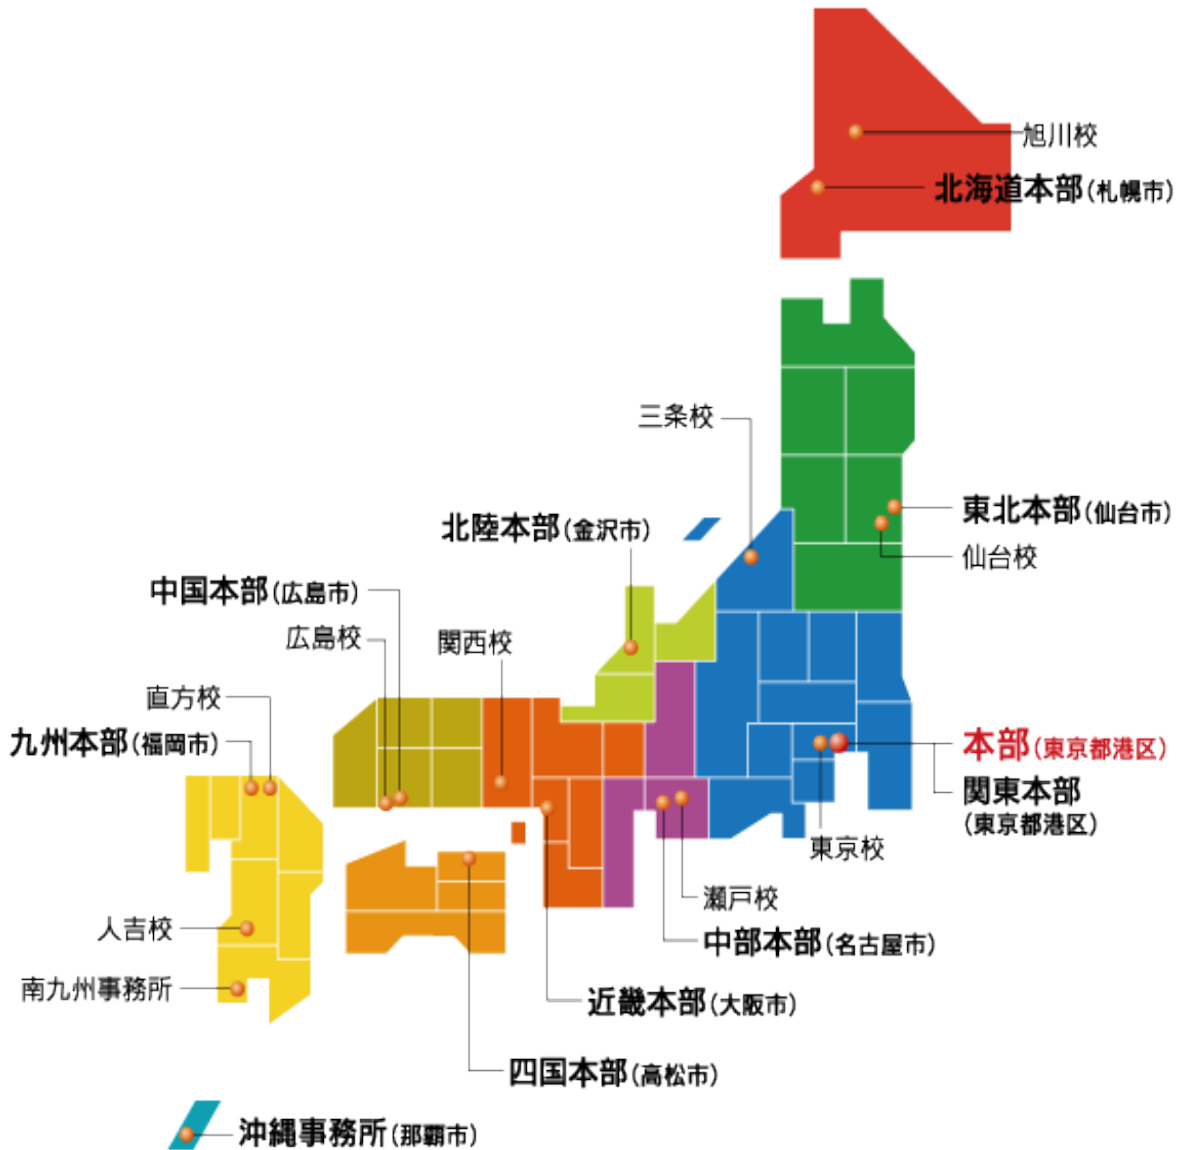 旭川校
北海道本部(札幌市)
三条校
東北本部(仙台市)
北陸本部(金沢市)
仙台校
中国本部(広島市)
広島校
関西校
直方校
九州本部(福岡市)
本部(東京都港区)
関東本部
(東京都港区)
東京校
瀬戸校
人吉校
中部本部(名古屋市)
南九州事務所
近畿本部(大阪市)
四国本部(高松市)
沖縄事務所(那覇市)